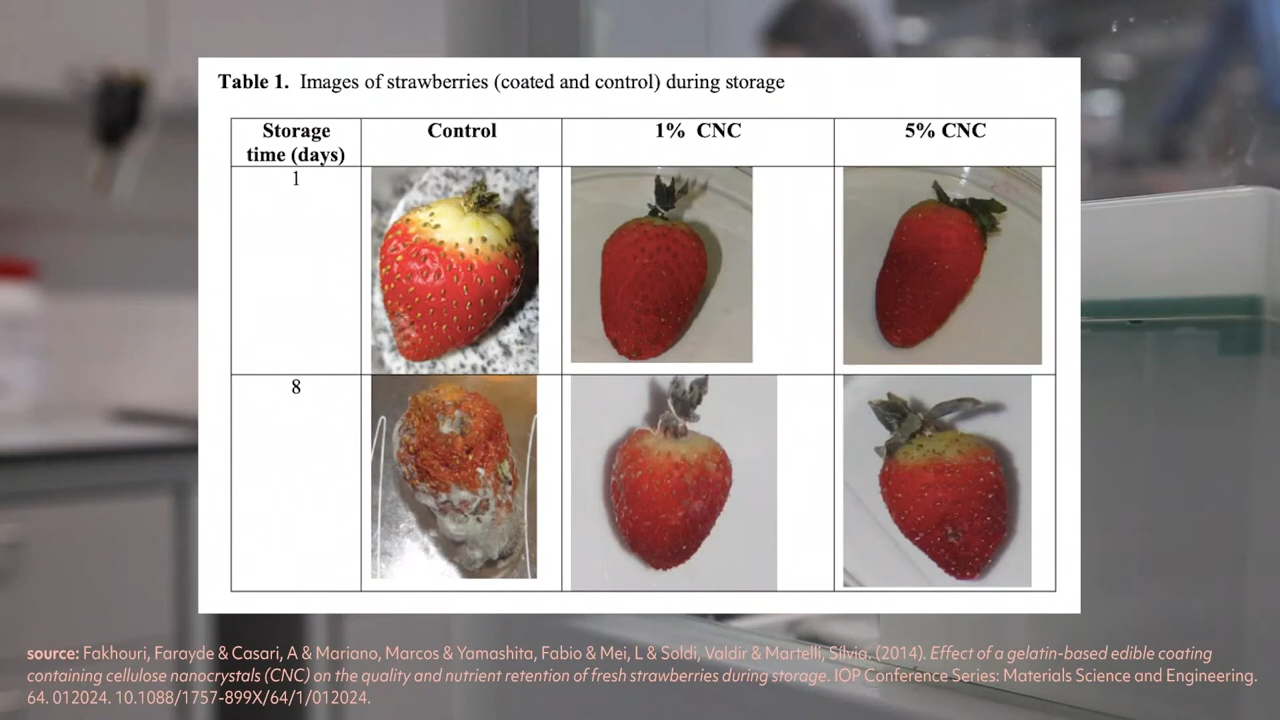 Table 1. Images of strawberries (coated and control) during storage
Storage time (days)
Control
1% CNC
5% CNC
1
8
source: Fakhouri, Farayde & Casari, A & Mariano, Marcos & Yamashita, Fabio & Mei, L & Soldi, Valdir & Martelli, Sílvia. (2014). Effect of a gelatin-based edible coating
containing cellulose nanocrystals (CNC) on the quality and nutrient retention of fresh strawberries during storage. IOP Conference Series: Materials Science and Engineering.
64. 012024. 10.1088/1757-899X/64/1/012024.